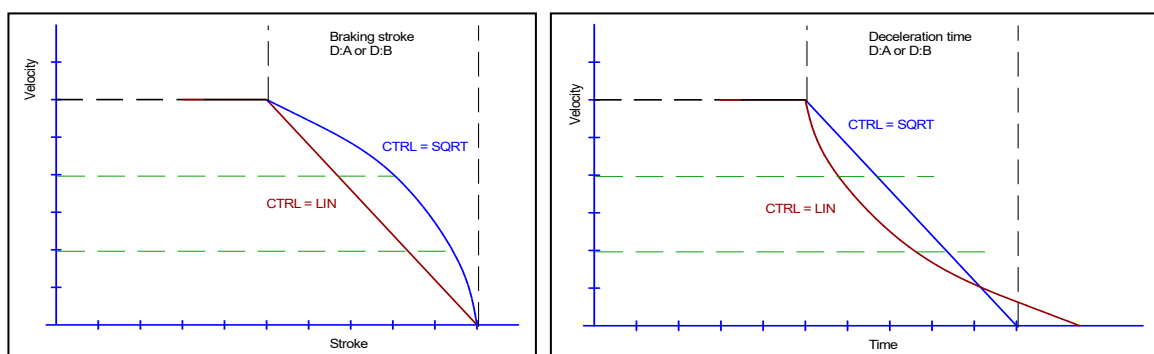 Braking stroke
D:A or D:B
Velocity
CTRL = SQRT
CTRL = LIN
Stroke
Deceleration time
D:A or D:B
Velocity
CTRL = SQRT
CTRL = LIN
Time